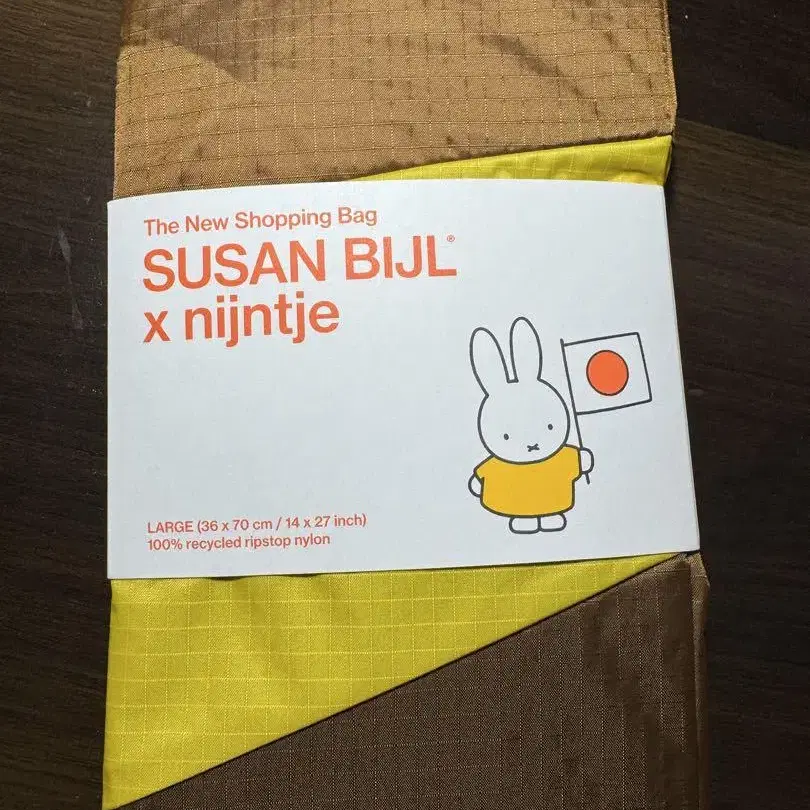 The New Shopping Bag
SUSAN BIJL®
x nijntje
LARGE (36 x 70 cm / 14 x 27 inch)
100% recycled ripstop nylon